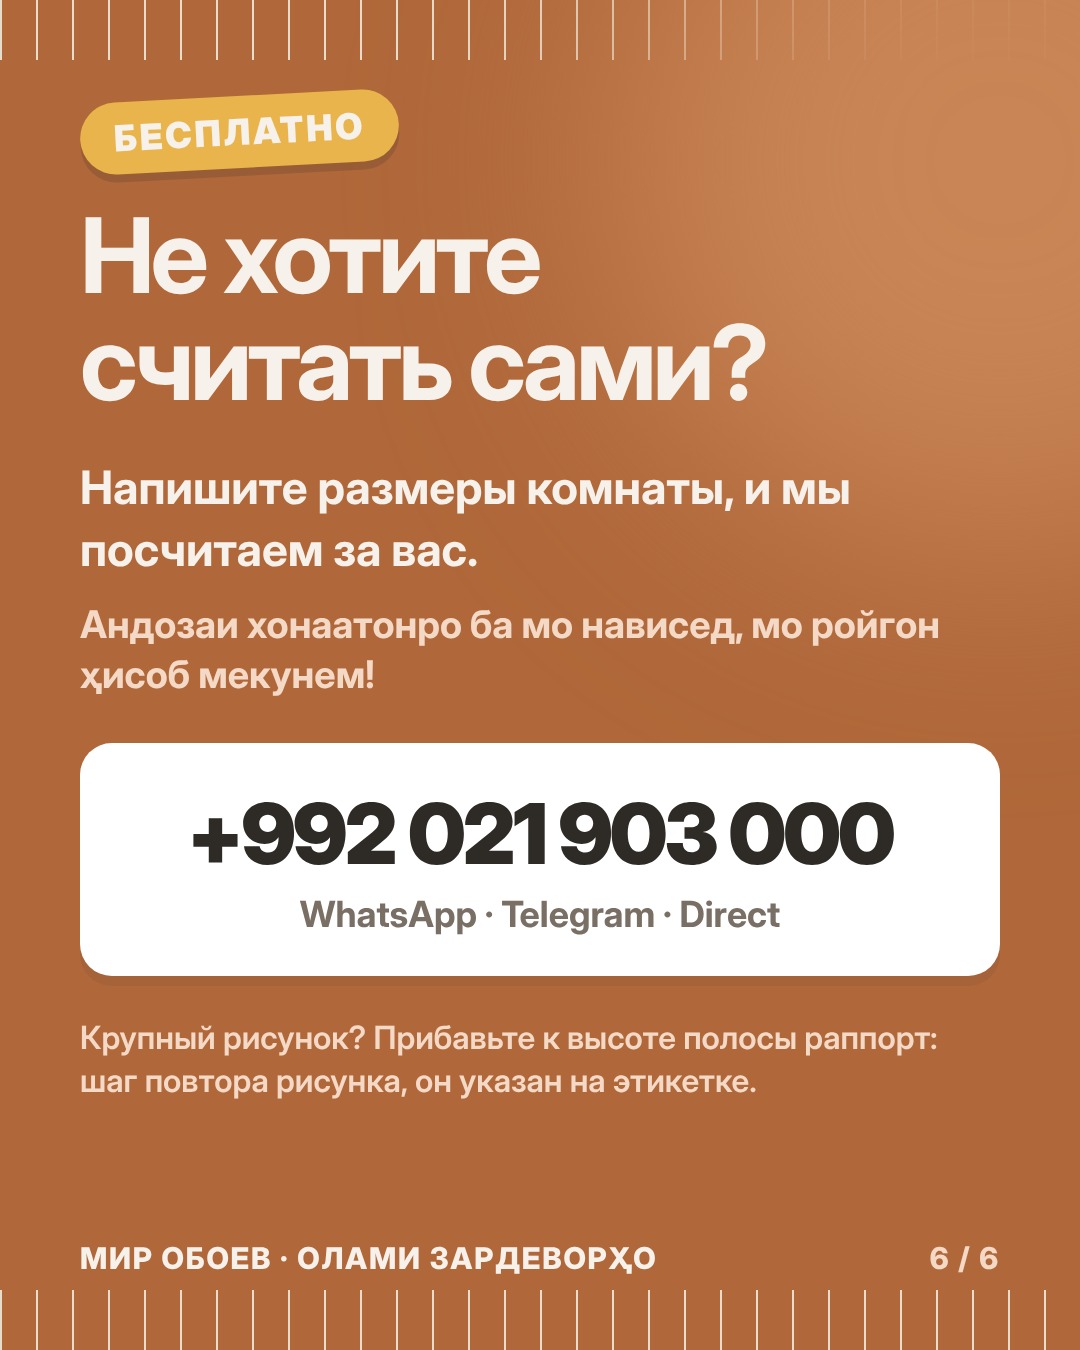 БЕСПЛАТНО
Не хотите
считать сами?
Напишите размеры комнаты, и мы
посчитаем за вас.
Андозаи хонаатонро ба мо нависед, мо ройгон
ҳисоб мекунем!
+992 021 903 000
WhatsApp · Telegram · Direct
Крупный рисунок? Прибавьте к высоте полосы раппорт:
шаг повтора рисунка, он указан на этикетке.
МИР ОБОЕВ · ОЛАМИ ЗАРДЕВОРҲО
6 / 6